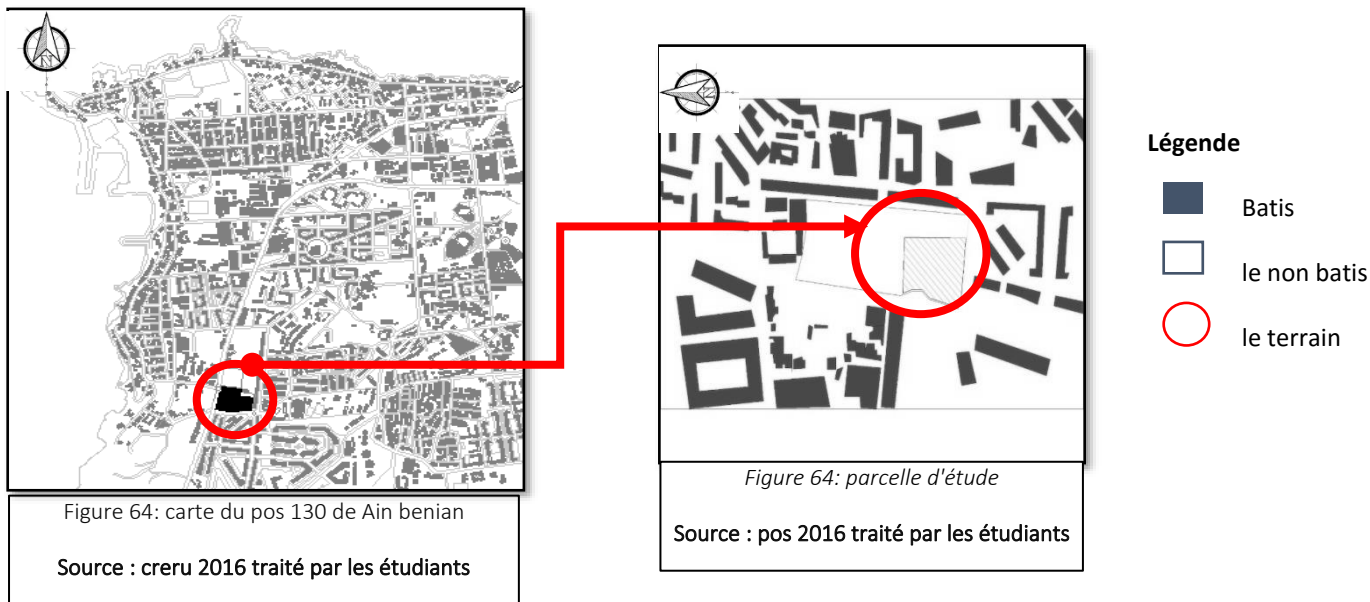 Figure 64: carte du pos 130 de Ain benian
Source : creru 2016 traité par les étudiants
Figure 64: parcelle d'étude
Source : pos 2016 traité par les étudiants
Légende
Batis
le non batis
le terrain